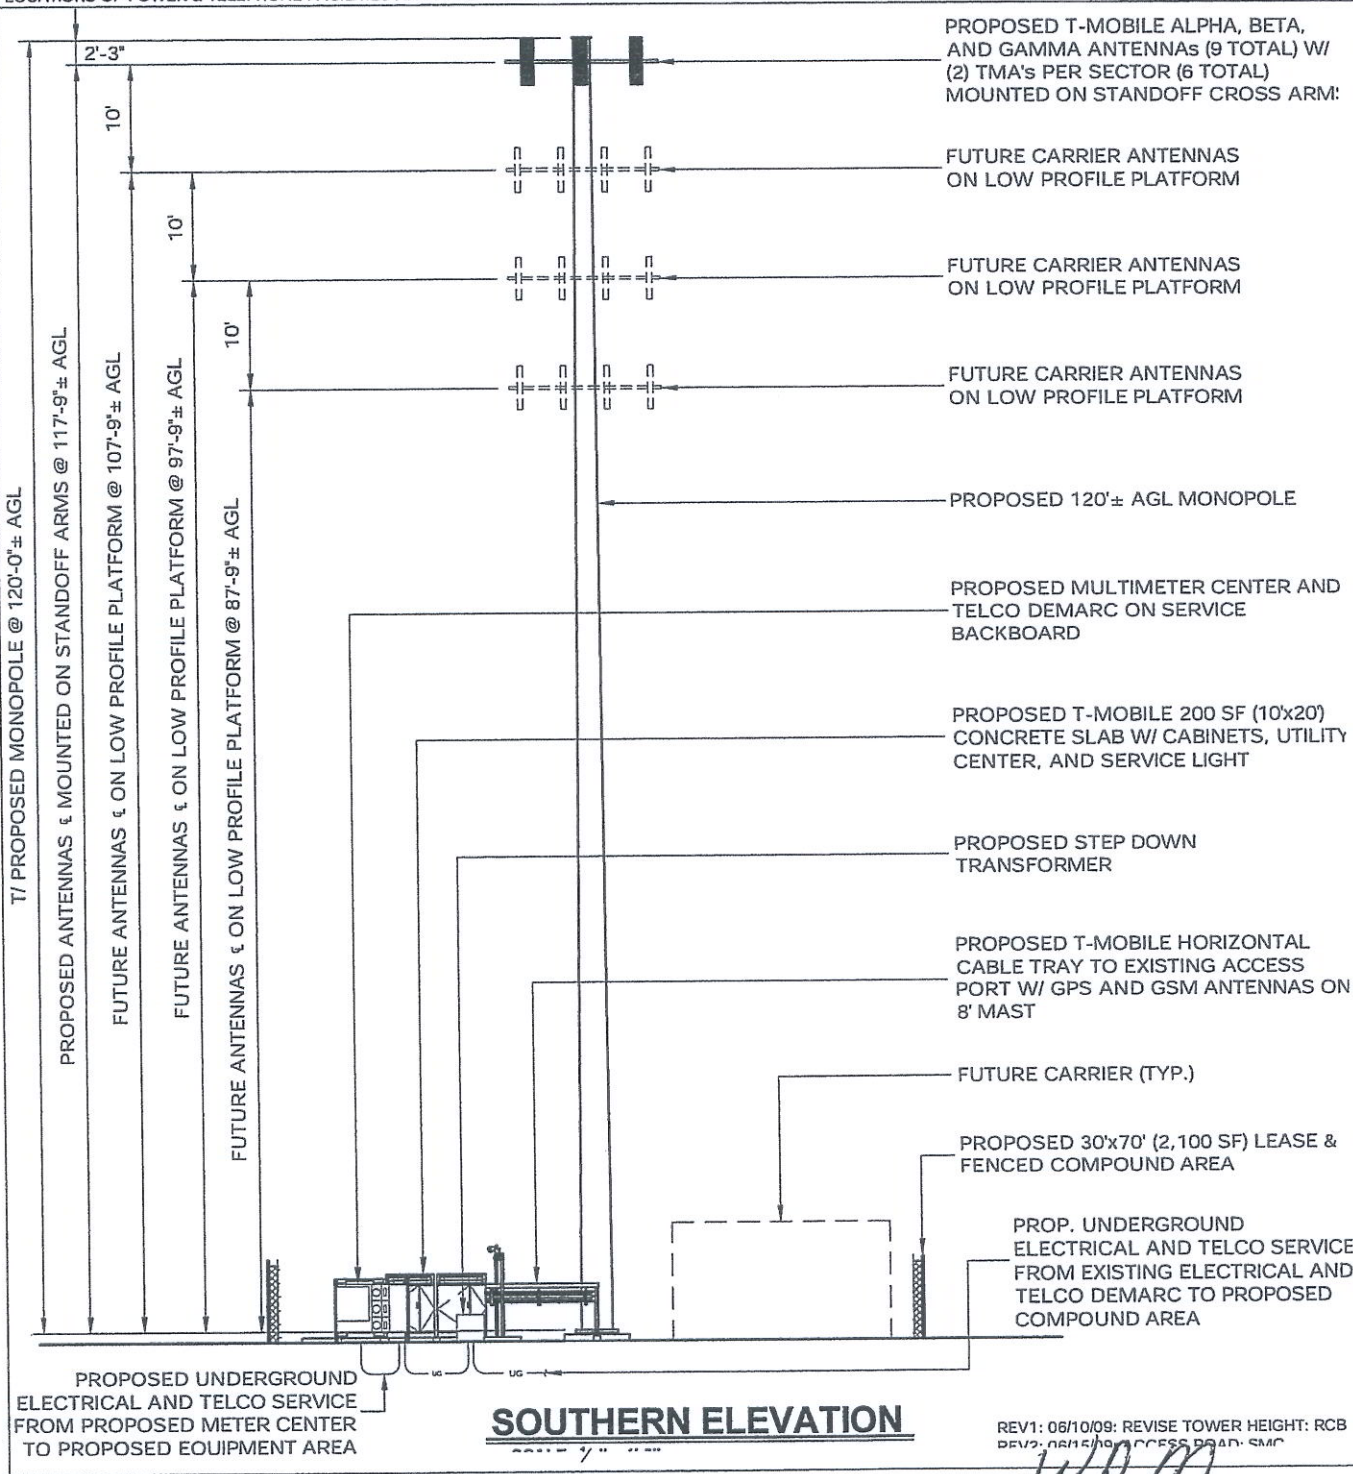 2'-3"
10'
10'
10'
T/ PROPOSED MONOPOLE @ 120'-0"± AGL
PROPOSED ANTENNAS ℄ MOUNTED ON STANDOFF ARMS @ 117'-9"± AGL
FUTURE ANTENNAS ℄ ON LOW PROFILE PLATFORM @ 107'-9"± AGL
FUTURE ANTENNAS ℄ ON LOW PROFILE PLATFORM @ 97'-9"± AGL
FUTURE ANTENNAS ℄ ON LOW PROFILE PLATFORM @ 87'-9"± AGL
PROPOSED T-MOBILE ALPHA, BETA,
AND GAMMA ANTENNAs (9 TOTAL) W/
(2) TMA's PER SECTOR (6 TOTAL)
MOUNTED ON STANDOFF CROSS ARMS
FUTURE CARRIER ANTENNAS
ON LOW PROFILE PLATFORM
FUTURE CARRIER ANTENNAS
ON LOW PROFILE PLATFORM
FUTURE CARRIER ANTENNAS
ON LOW PROFILE PLATFORM
PROPOSED 120'± AGL MONOPOLE
PROPOSED MULTIMETER CENTER AND
TELCO DEMARC ON SERVICE
BACKBOARD
PROPOSED T-MOBILE 200 SF (10'x20')
CONCRETE SLAB W/ CABINETS, UTILITY
CENTER, AND SERVICE LIGHT
PROPOSED STEP DOWN
TRANSFORMER
PROPOSED T-MOBILE HORIZONTAL
CABLE TRAY TO EXISTING ACCESS
PORT W/ GPS AND GSM ANTENNAS ON
8' MAST
FUTURE CARRIER (TYP.)
PROPOSED 30'x70' (2,100 SF) LEASE &
FENCED COMPOUND AREA
PROP. UNDERGROUND
ELECTRICAL AND TELCO SERVICE
FROM EXISTING ELECTRICAL AND
TELCO DEMARC TO PROPOSED
COMPOUND AREA
UG
UG
PROPOSED UNDERGROUND
ELECTRICAL AND TELCO SERVICE
FROM PROPOSED METER CENTER
TO PROPOSED EQUIPMENT AREA
SOUTHERN ELEVATION
REV1: 06/10/09: REVISE TOWER HEIGHT: RCB
REV2: 06/15/09: ACCESS ROAD: SMC